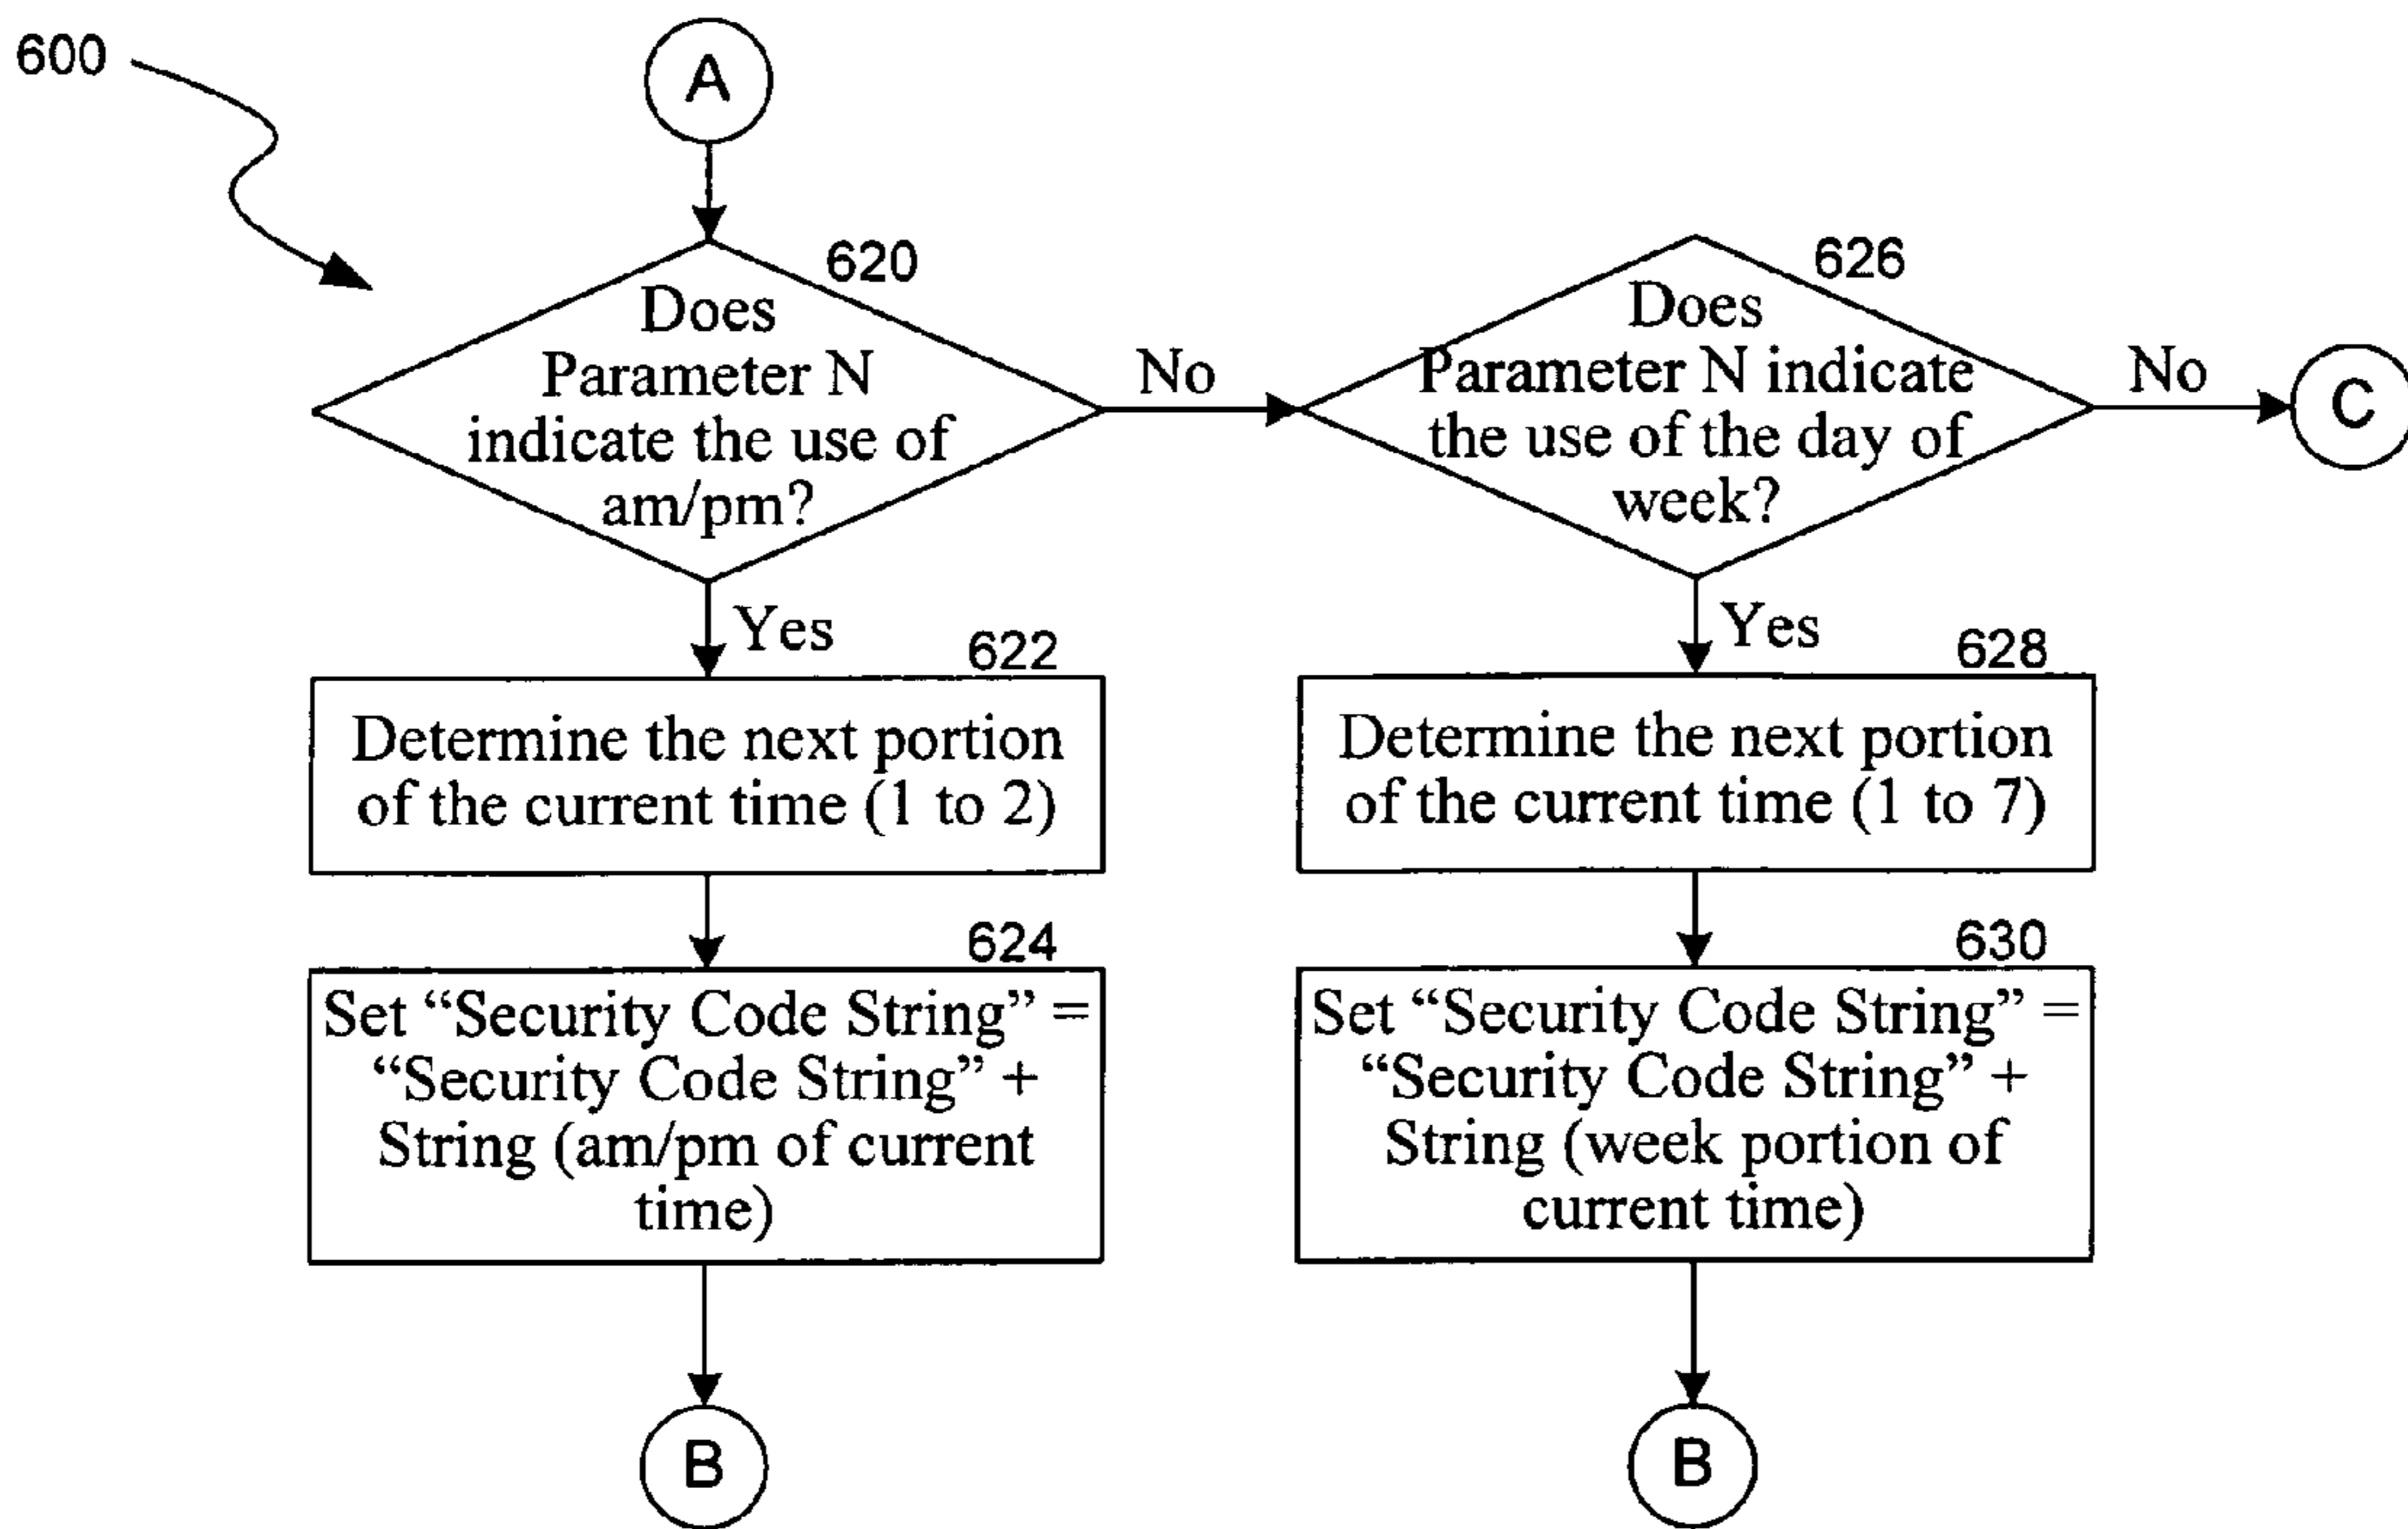 600
A
620
Does
Parameter N
indicate the use of
am/pm?
No
626
Does
Parameter N indicate
the use of the day of
week?
No
C
Yes
622
Determine the next portion
of the current time (1 to 2)
624
Set “Security Code String” =
“Security Code String” +
String (am/pm of current
time)
B
Yes
628
Determine the next portion
of the current time (1 to 7)
630
Set “Security Code String” =
“Security Code String” +
String (week portion of
current time)
B